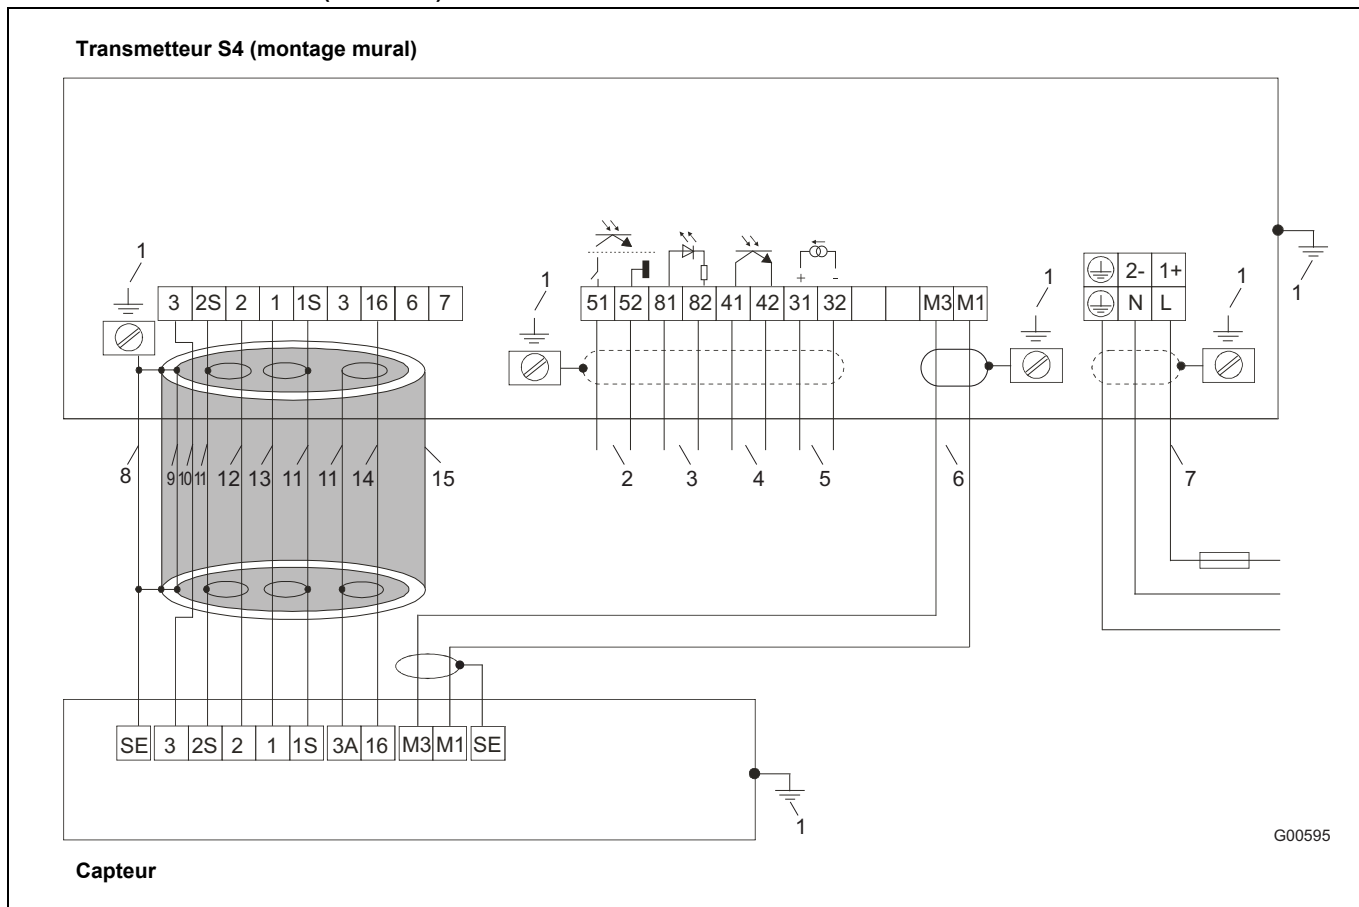 Transmetteur S4 (montage mural)
1
1
1
1
1
3 2S 2 1 1S 3 16 6 7
51 52 81 82 41 42 31 32 M3 M1
2- 1+
N L
+ -
8 9 10 11 12 13 11 11 14 15
2 3 4 5 6 7
SE 3 2S 2 1 1S 3A 16 M3 M1 SE
1
G00595
Capteur